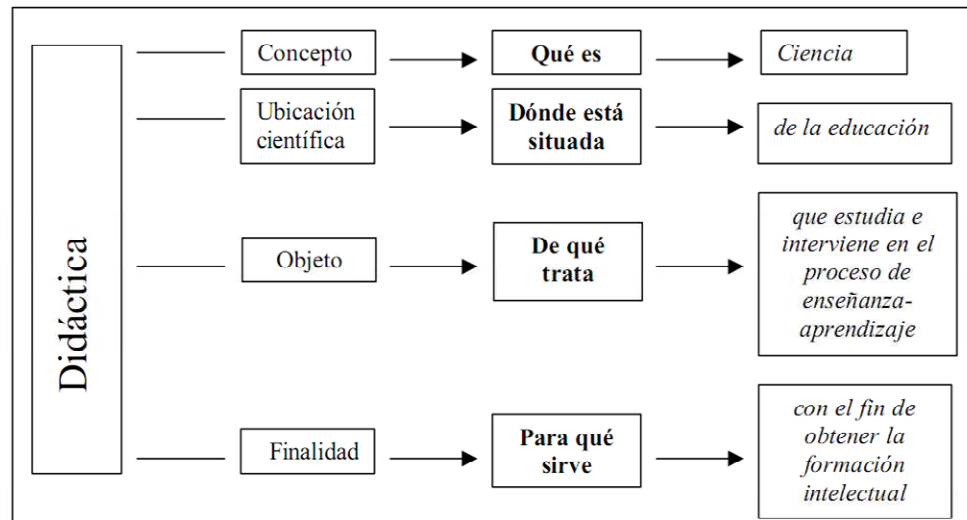 Didáctica
Concepto
Qué es
Ciencia
Ubicación
científica
Dónde está
situada
de la educación
Objeto
De qué
trata
que estudia e
interviene en el
proceso de
enseñanza-
aprendizaje
Finalidad
Para qué
sirve
con el fin de
obtener la
formación
intelectual